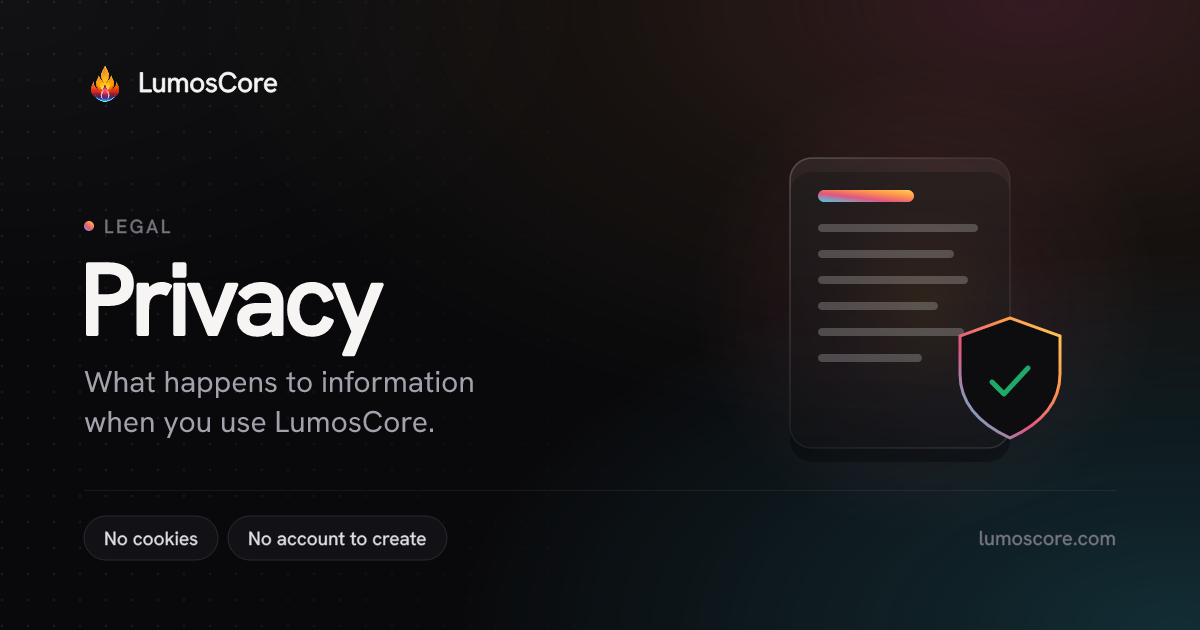 LumosCore
LEGAL
Privacy
What happens to information
when you use LumosCore.
No cookies
No account to create
lumoscore.com